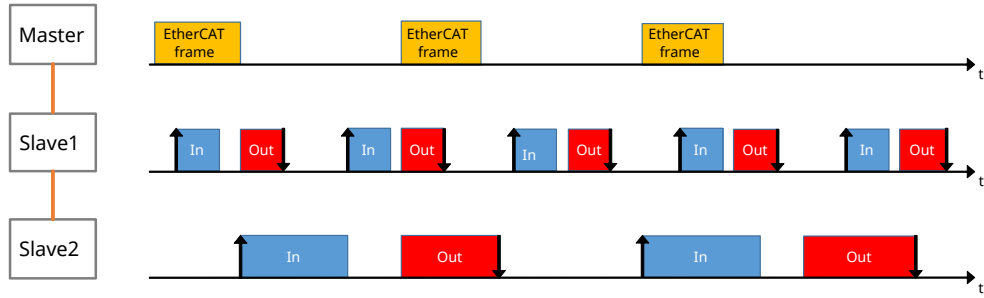 Master
EtherCAT
frame
EtherCAT
frame
EtherCAT
frame
t
Slave1
In
Out
In
Out
In
Out
In
Out
In
Out
t
Slave2
In
Out
In
Out
t